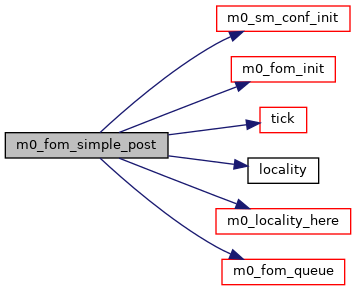 m0_fom_simple_post
m0_sm_conf_init
m0_fom_init
tick
locality
m0_locality_here
m0_fom_queue